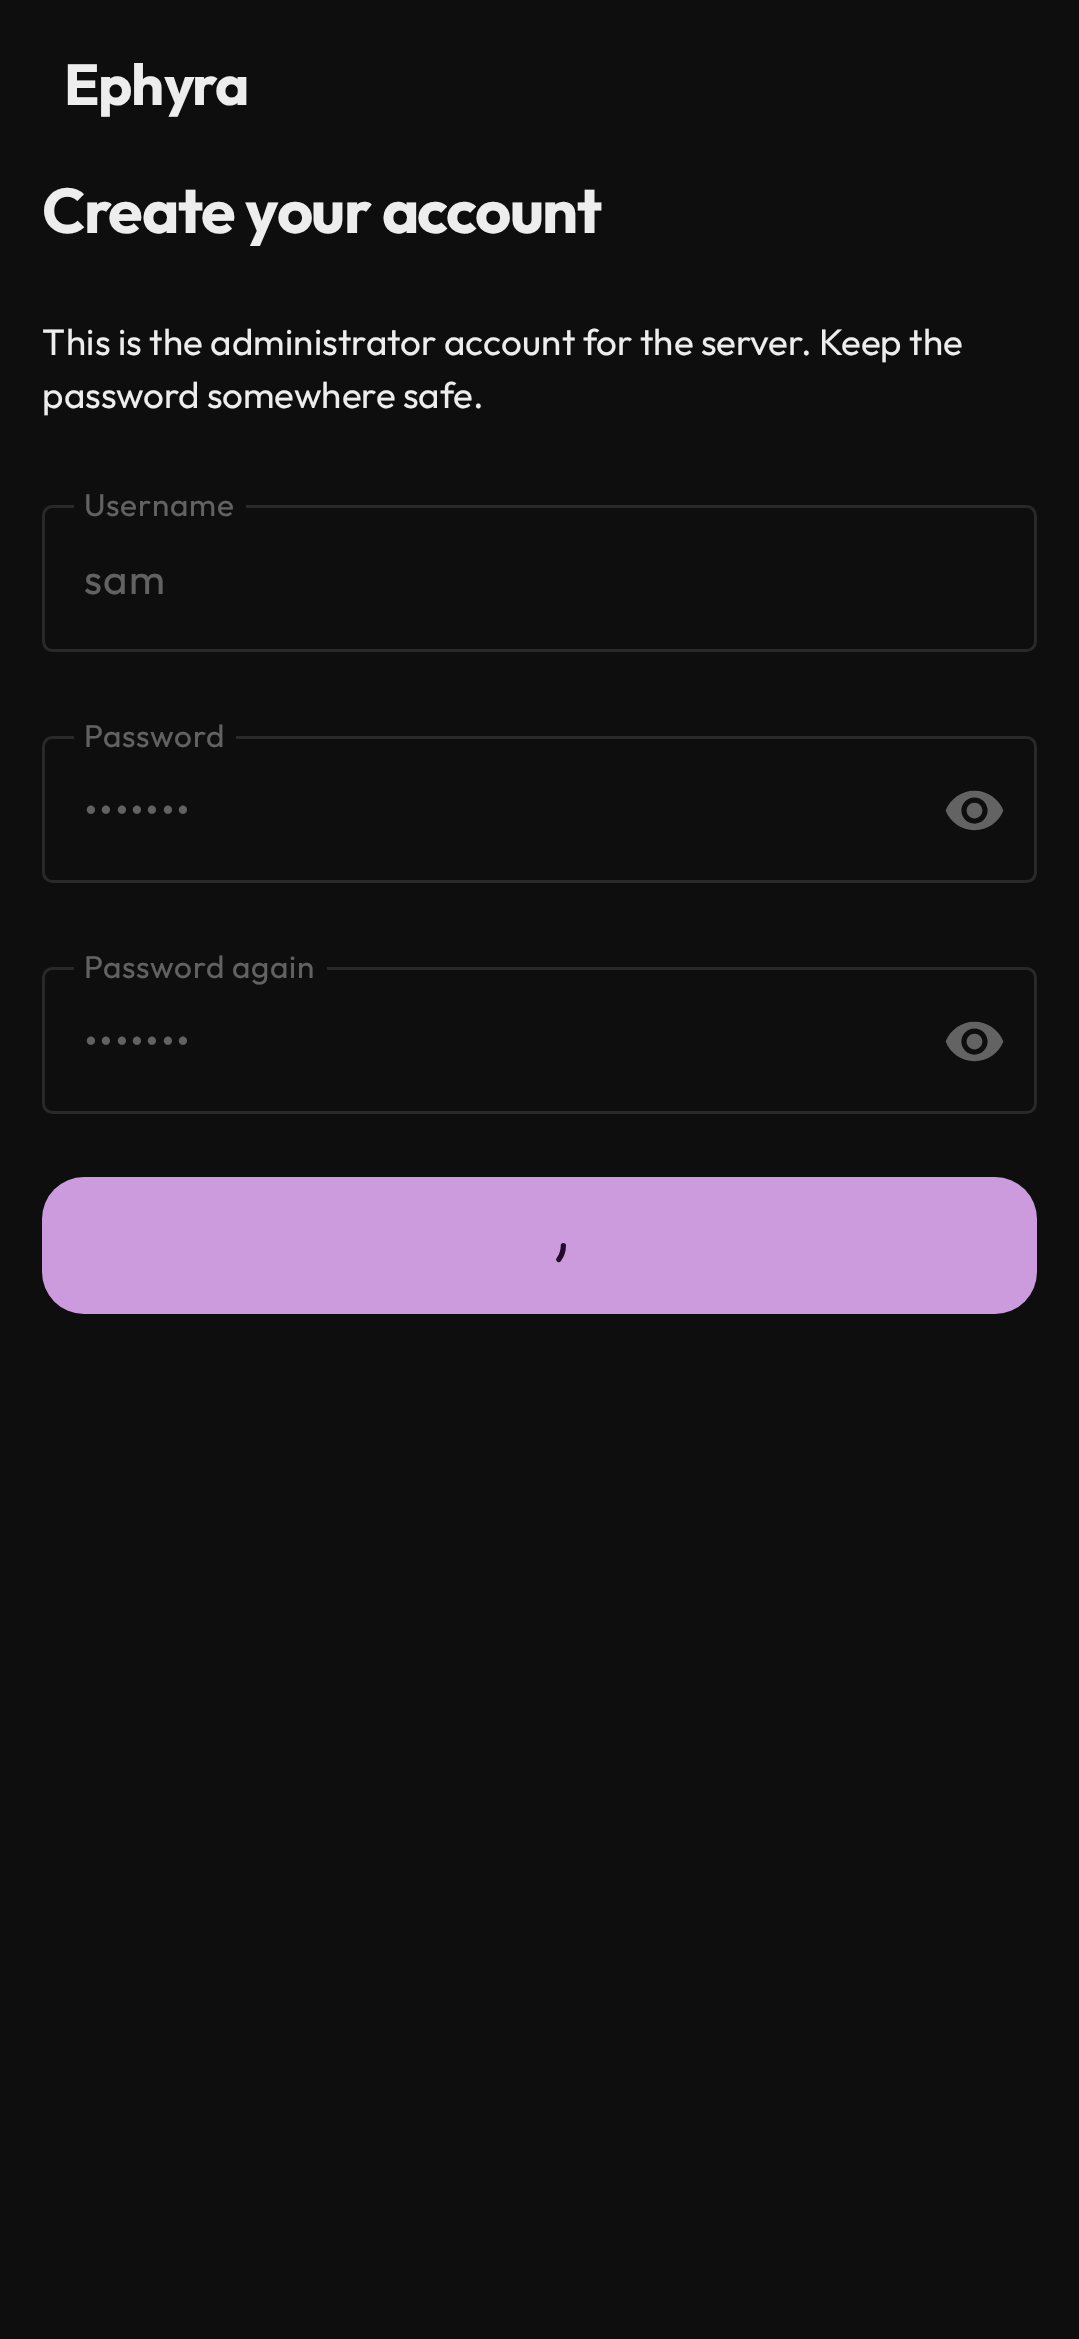 Ephyra
Create your account
This is the administrator account for the server. Keep the
password somewhere safe.
Username
sam
Password
•••••••
Password again
•••••••